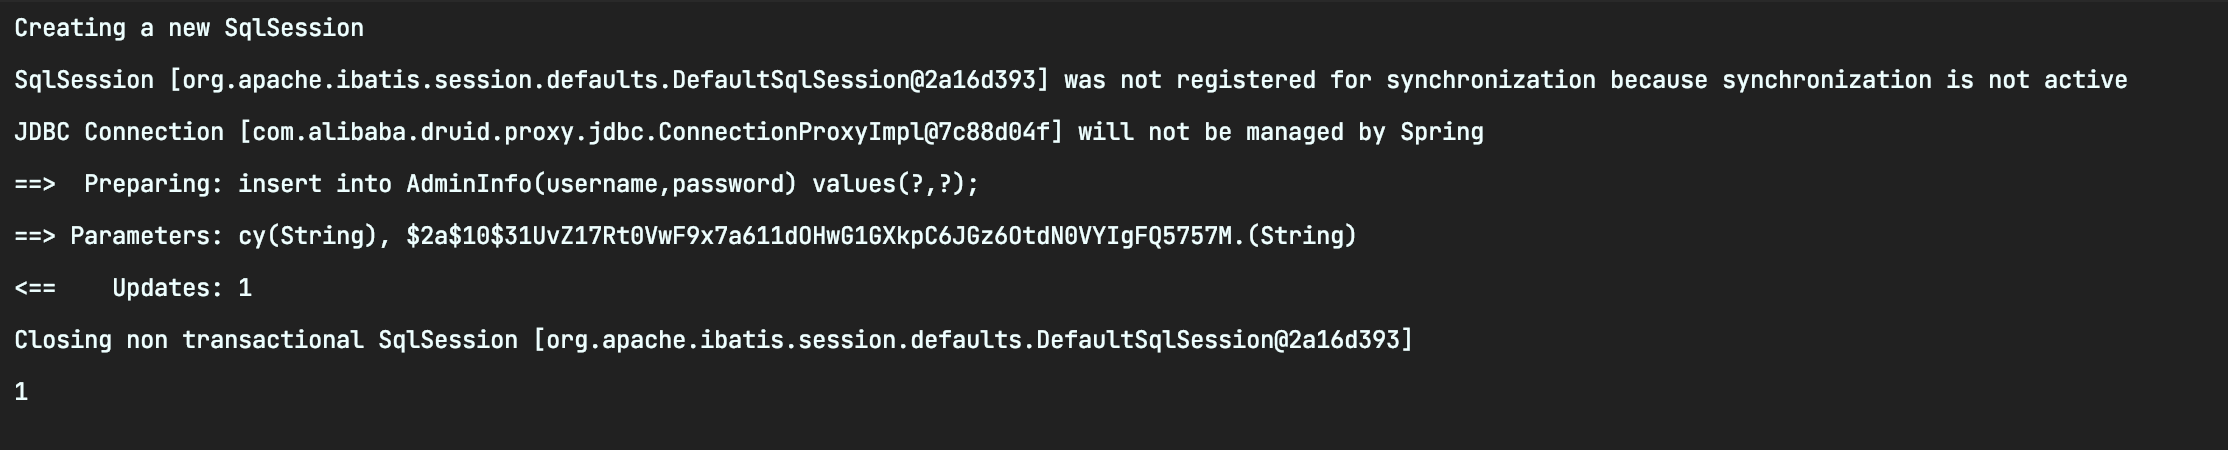 Creating a new SqlSession
SqlSession [org.apache.ibatis.session.defaults.DefaultSqlSession@2a16d393] was not registered for synchronization because synchronization is not active
JDBC Connection [com.alibaba.druid.proxy.jdbc.ConnectionProxyImpl@7c88d04f] will not be managed by Spring
==>  Preparing: insert into AdminInfo(username,password) values(?,?);
==> Parameters: cy(String), $2a$10$31UvZ17Rt0VwF9x7a611dOHwG1GXkpC6JGz6OtdN0VYIgFQ5757M.(String)
<==    Updates: 1
Closing non transactional SqlSession [org.apache.ibatis.session.defaults.DefaultSqlSession@2a16d393]
1